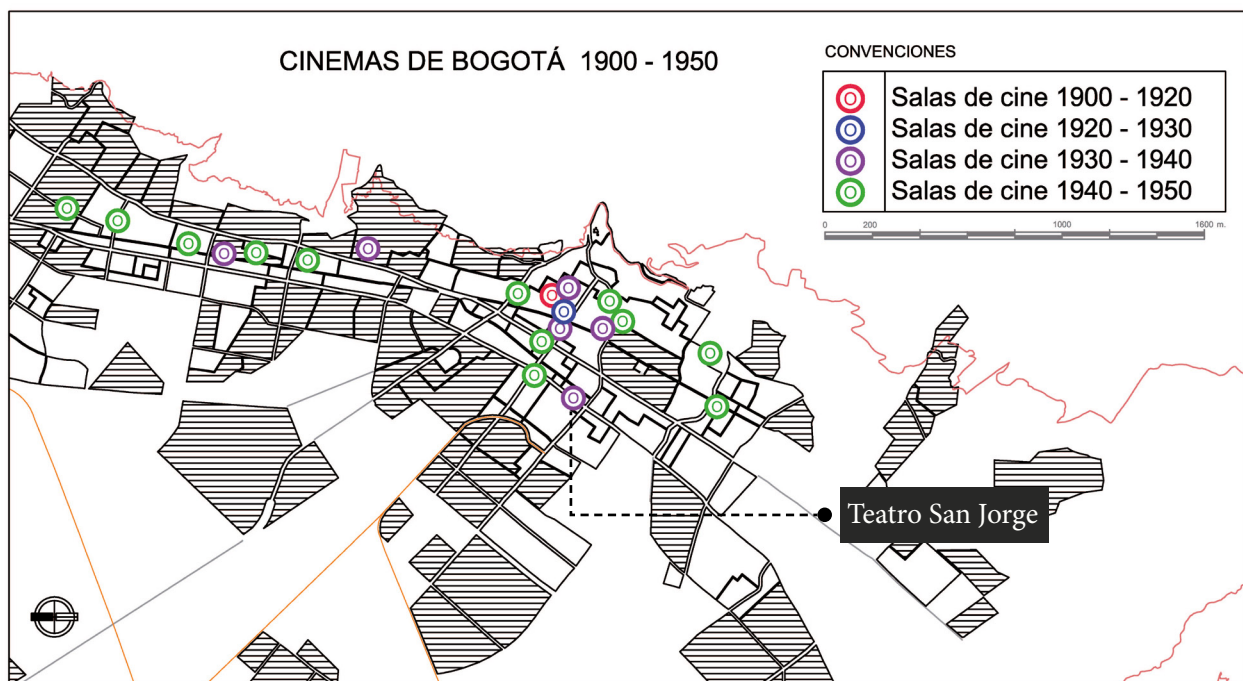 CINEMAS DE BOGOTÁ 1900 - 1950
CONVENCIONES
Salas de cine 1900 - 1920
Salas de cine 1920 - 1930
Salas de cine 1930 - 1940
Salas de cine 1940 - 1950
0 200 1000 1600 m.
Teatro San Jorge